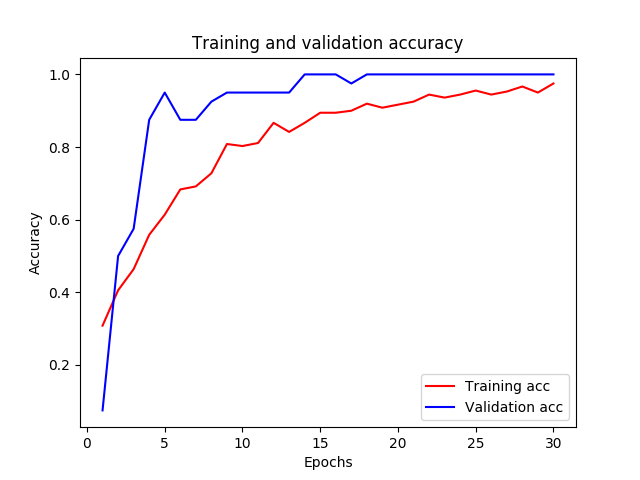 Training and validation accuracy
1.0
0.8
0.6
0.4
0.2
Accuracy
0 5 10 15 20 25 30
Epochs
Training acc
Validation acc